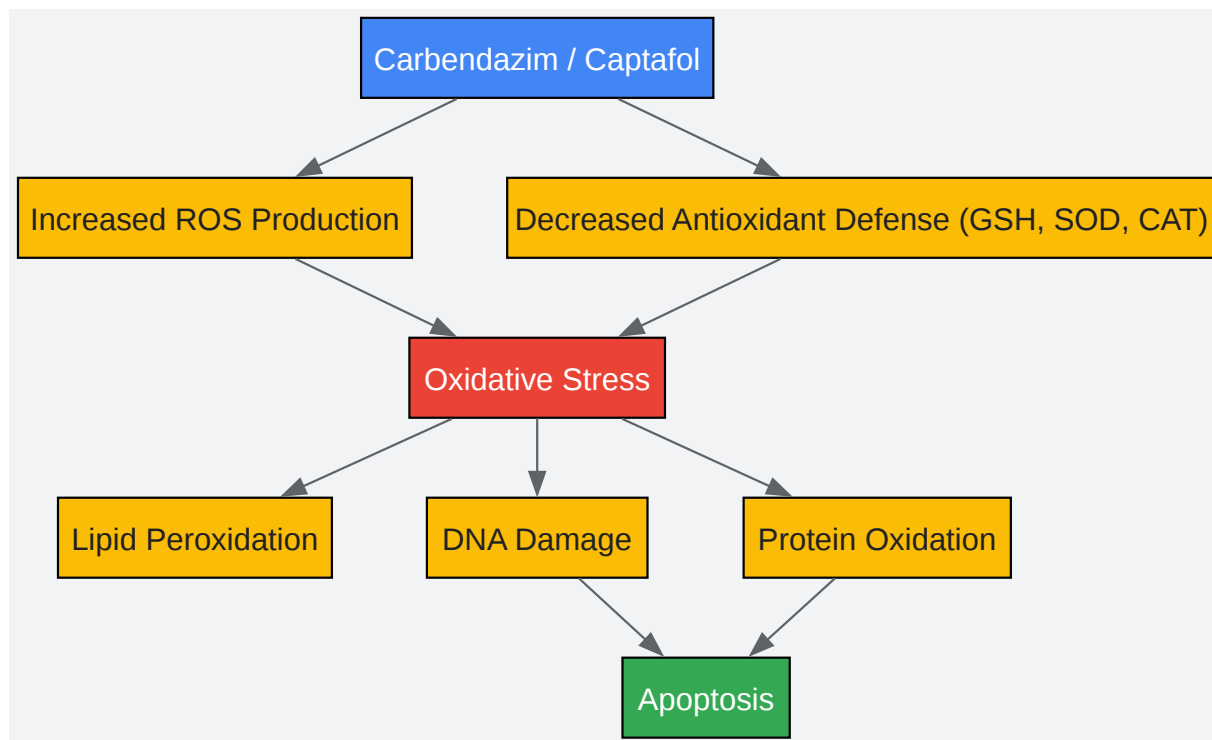 Carbendazim / Captafol
Increased ROS Production
Decreased Antioxidant Defense (GSH, SOD, CAT)
Oxidative Stress
Lipid Peroxidation
DNA Damage
Protein Oxidation
Apoptosis